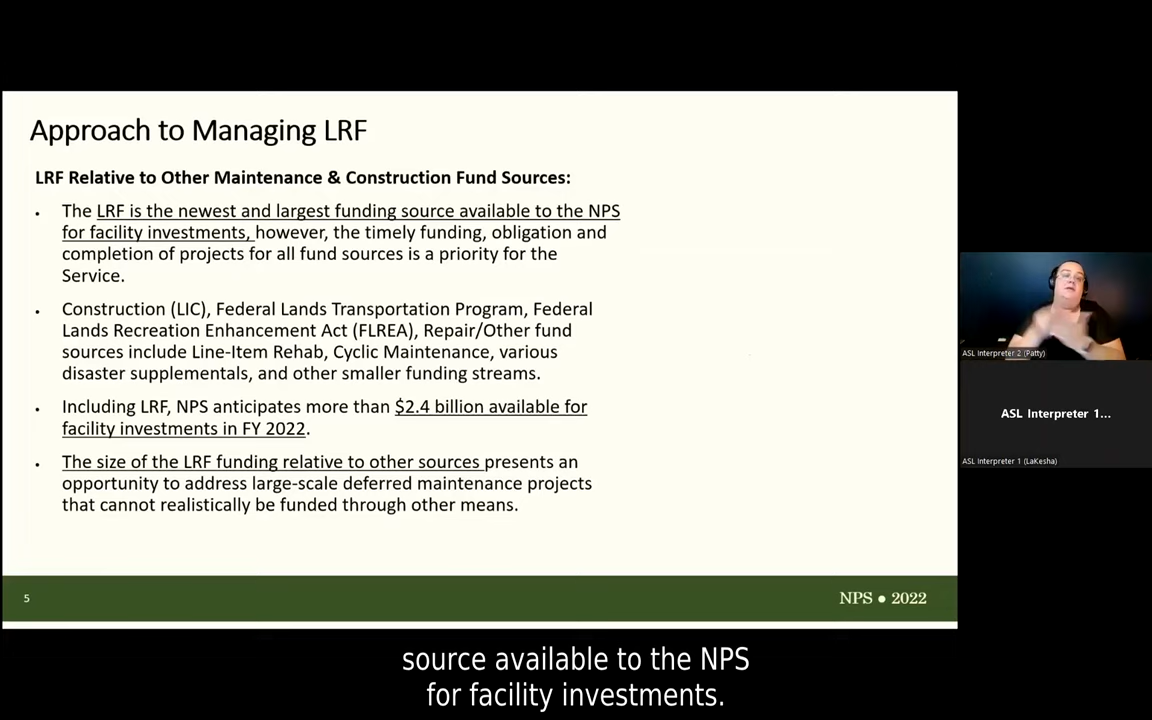 Approach to Managing LRF
LRF Relative to Other Maintenance & Construction Fund Sources:
• The LRF is the newest and largest funding source available to the NPS
for facility investments, however, the timely funding, obligation and
completion of projects for all fund sources is a priority for the
Service.
• Construction (LIC), Federal Lands Transportation Program, Federal
Lands Recreation Enhancement Act (FLREA), Repair/Other fund
sources include Line-Item Rehab, Cyclic Maintenance, various
disaster supplementals, and other smaller funding streams.
• Including LRF, NPS anticipates more than $2.4 billion available for
facility investments in FY 2022.
• The size of the LRF funding relative to other sources presents an
opportunity to address large-scale deferred maintenance projects
that cannot realistically be funded through other means.
5
NPS • 2022
ASL Interpreter 2 (Patty)
ASL Interpreter 1...
ASL Interpreter 1 (LaKesha)
source available to the NPS
for facility investments.